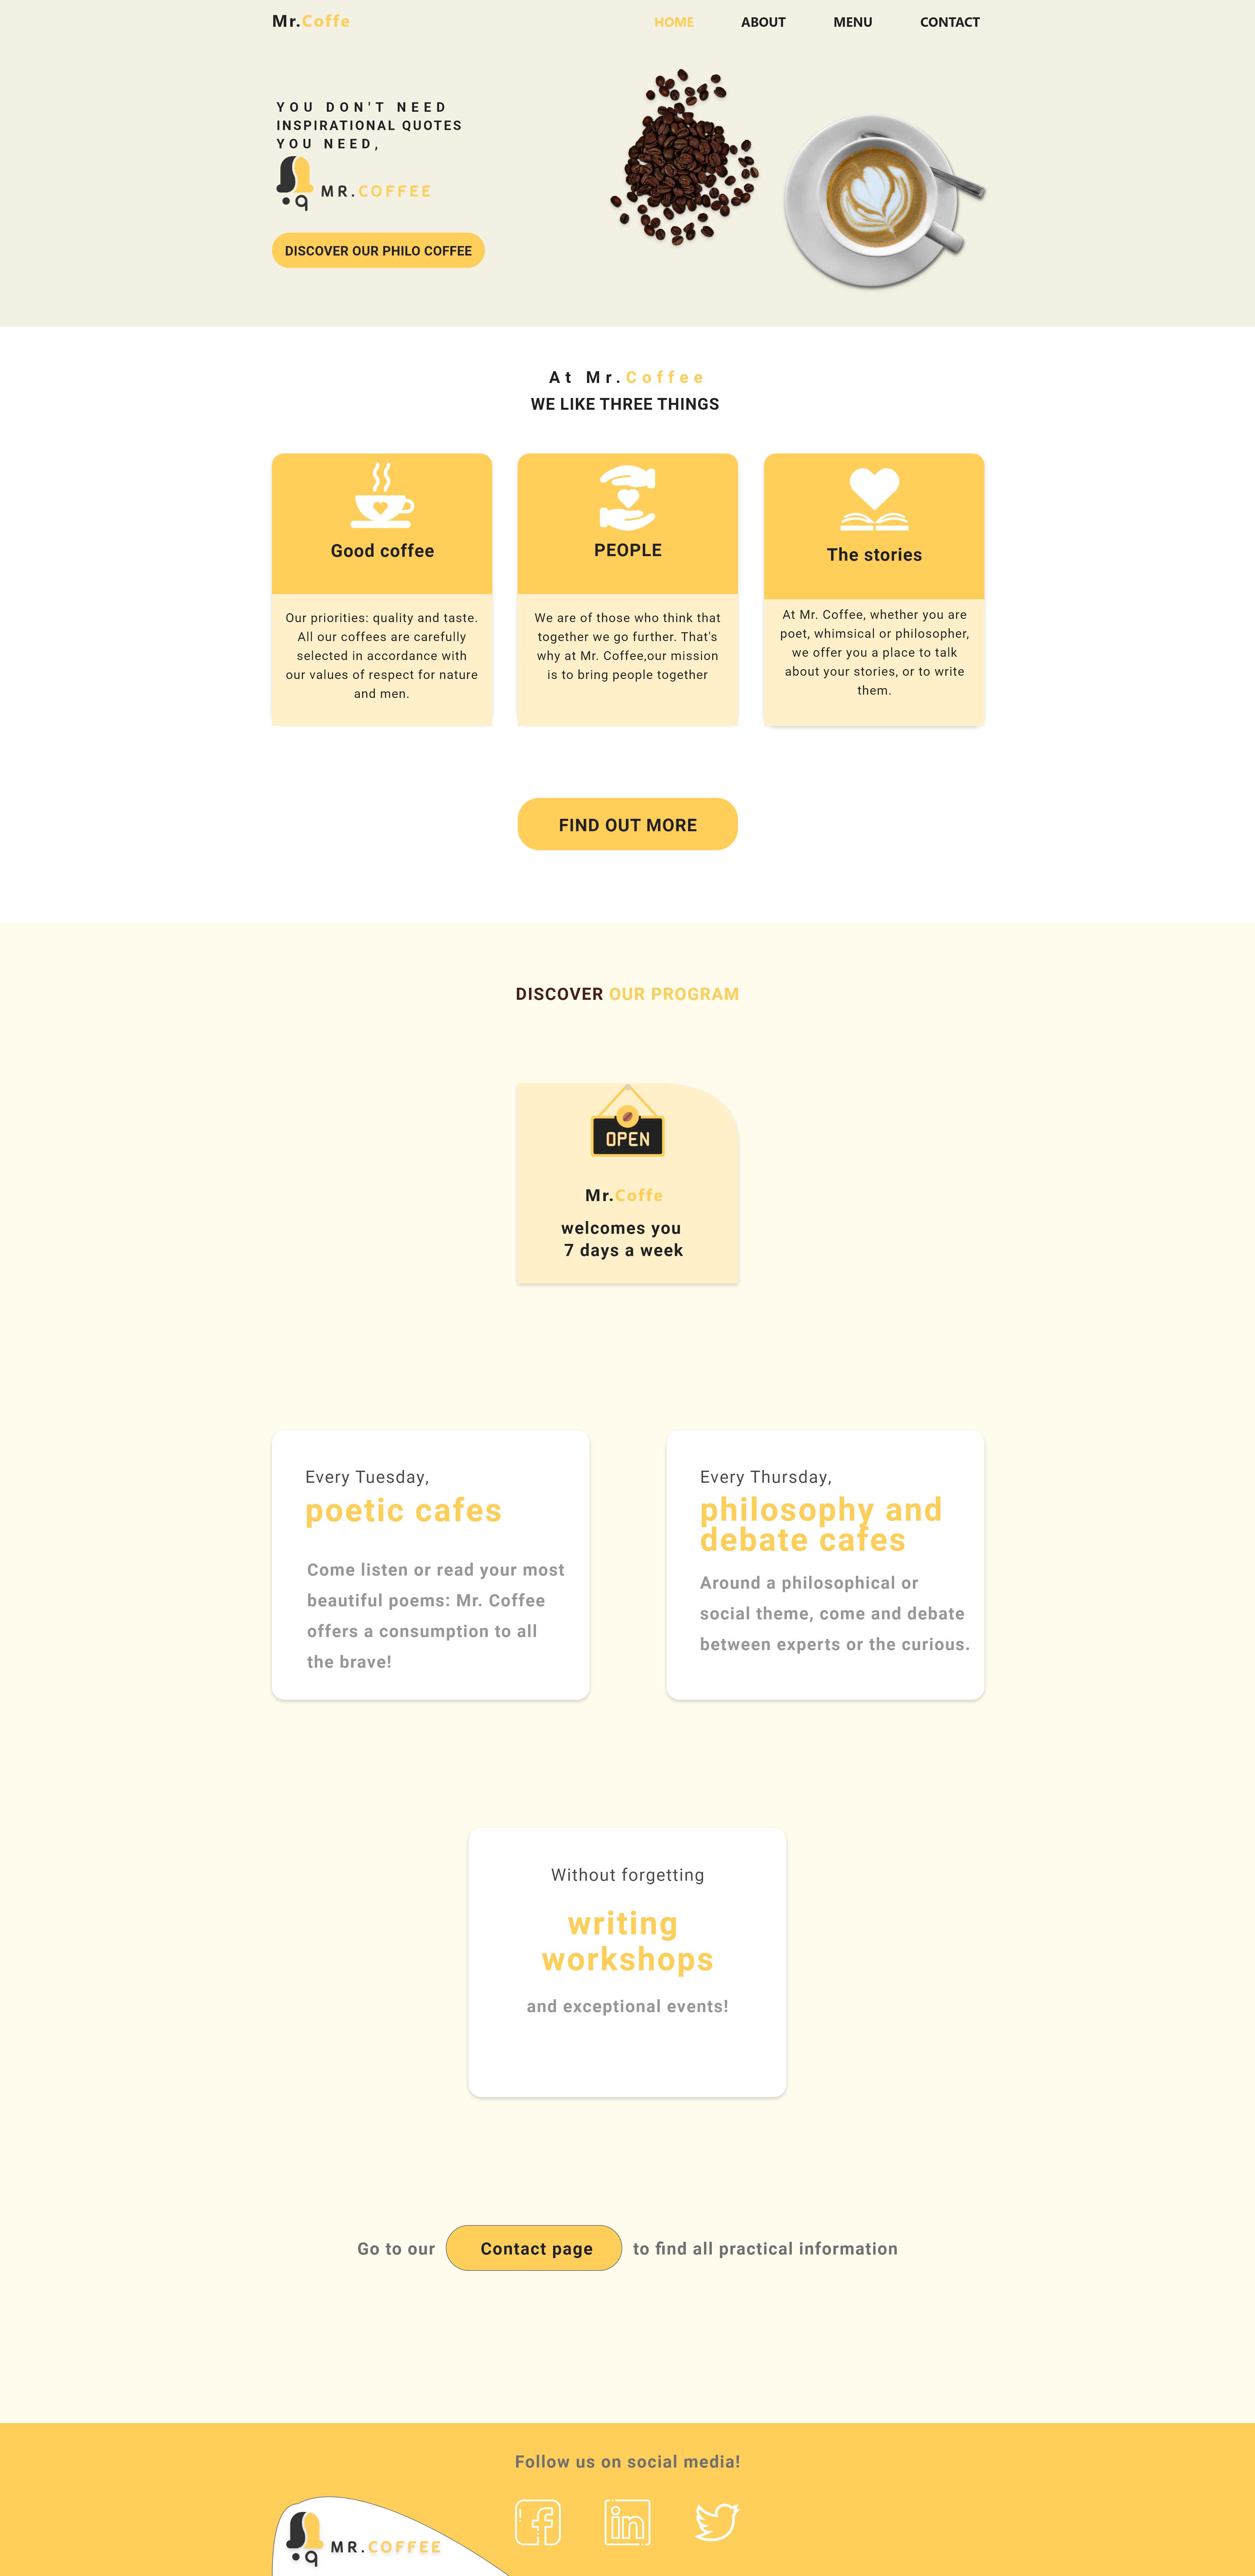 Mr.Coffe
HOME ABOUT MENU CONTACT
YOU DON'T NEED
INSPIRATIONAL QUOTES
YOU NEED,
MR.COFFEE
DISCOVER OUR PHILO COFFEE
At Mr.Coffee
WE LIKE THREE THINGS
Good coffee
Our priorities: quality and taste.
All our coffees are carefully
selected in accordance with
our values of respect for nature
and men.
PEOPLE
We are of those who think that
together we go further. That's
why at Mr. Coffee,our mission
is to bring people together
The stories
At Mr. Coffee, whether you are
poet, whimsical or philosopher,
we offer you a place to talk
about your stories, or to write
them.
FIND OUT MORE
DISCOVER OUR PROGRAM
OPEN
Mr.Coffe
welcomes you
7 days a week
Every Tuesday,
poetic cafes
Come listen or read your most
beautiful poems: Mr. Coffee
offers a consumption to all
the brave!
Every Thursday,
philosophy and
debate cafes
Around a philosophical or
social theme, come and debate
between experts or the curious.
Without forgetting
writing
workshops
and exceptional events!
Go to our Contact page to find all practical information
Follow us on social media!
MR.COFFEE